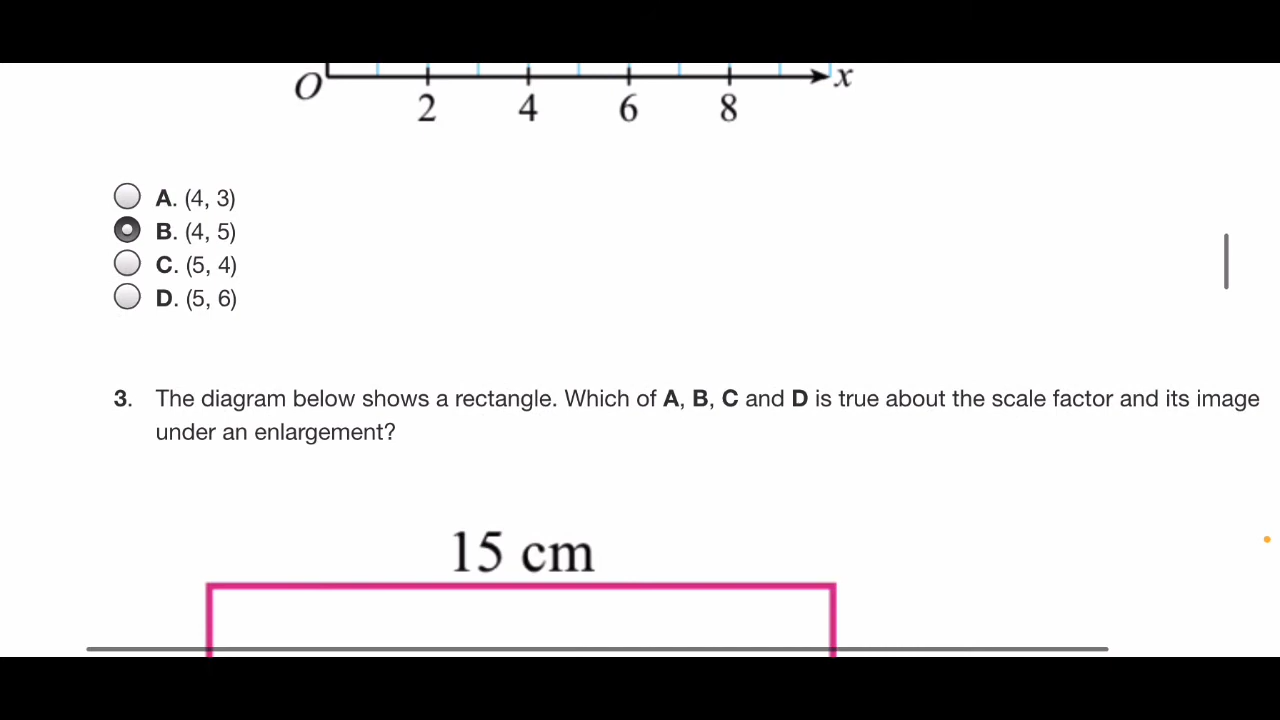 O
x
2 4 6 8
A. (4, 3)
B. (4, 5)
C. (5, 4)
D. (5, 6)
3. The diagram below shows a rectangle. Which of A, B, C and D is true about the scale factor and its image
under an enlargement?
15 cm